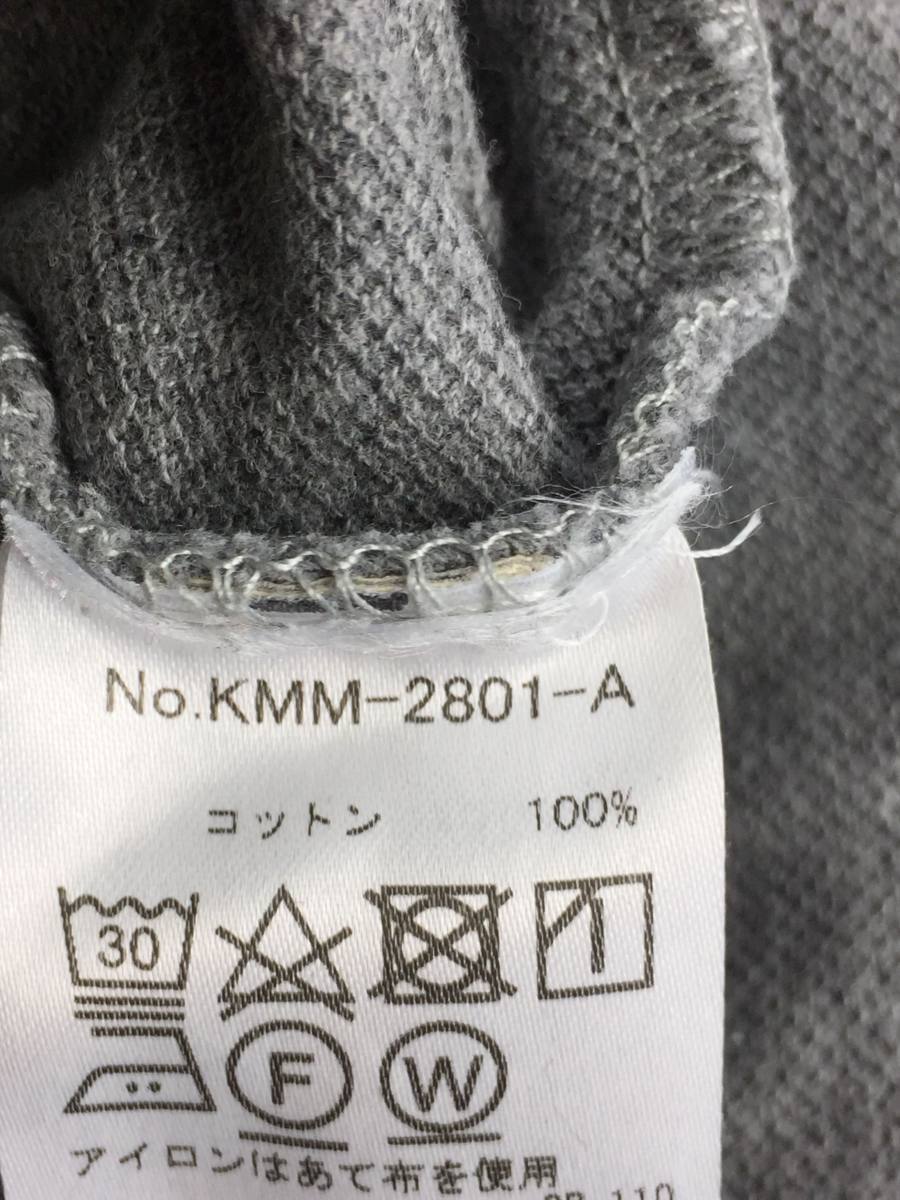 No.KMM-2801-A
コットン 100%
30
F W
アイロンはあて布を使用
110